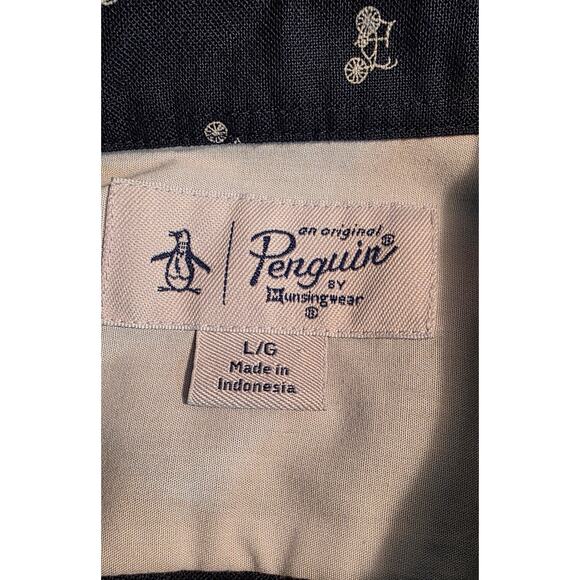 an original
Penguin®
BY
Munsingwear
®
L/G
Made in
Indonesia